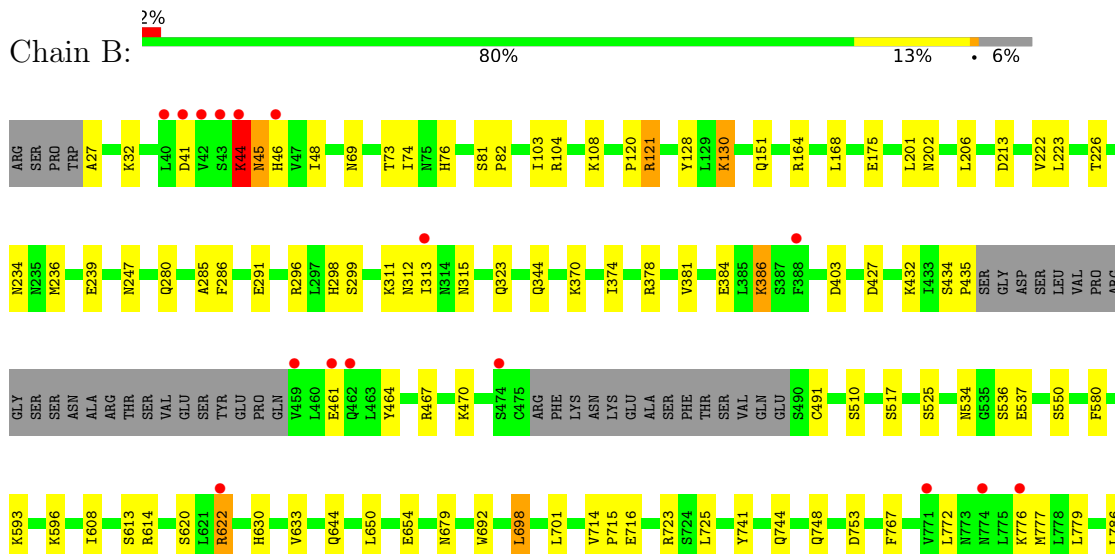 2%
Chain B:
80% 13% • 6%
ARG SER PRO TRP A27 K32 L40 D41 V42 S43 K44 N45 H46 V47 I48 N69 T73 I74 N75 H76 S81 P82 I103 R104 K108 P120 R121 Y128 L129 K130 Q151 R164 L168 E175 L201 N202 L206 D213 V222 L223 T226
N234 N235 M236 E239 N247 Q280 A285 F286 E291 R296 L297 H298 S299 K311 N312 I313 N314 N315 Q323 Q344 K370 I374 R378 V381 E384 L385 K386 S387 F388 D403 D427 K432 I433 S434 P435 SER GLY ASP SER LEU VAL PRO ARG
GLY SER SER ASN ALA ARG THR SER VAL GLU SER TYR GLU PRO GLN V459 L460 E461 Q462 L463 Y464 R467 K470 S474 C475 ARG PHE LYS ASN LYS GLU ALA SER PHE THR SER VAL GLN GLU S490 C491 S510 S517 S525 N534 G535 S536 E537 S550 F580
K593 K596 I608 S613 R614 S620 L621 R622 H630 V633 Q644 L650 E654 N679 W692 L698 L701 V714 P715 E716 R723 S724 L725 Y741 Q744 Q748 D753 F767 V771 L772 N773 N774 L775 K776 M777 L778 L779